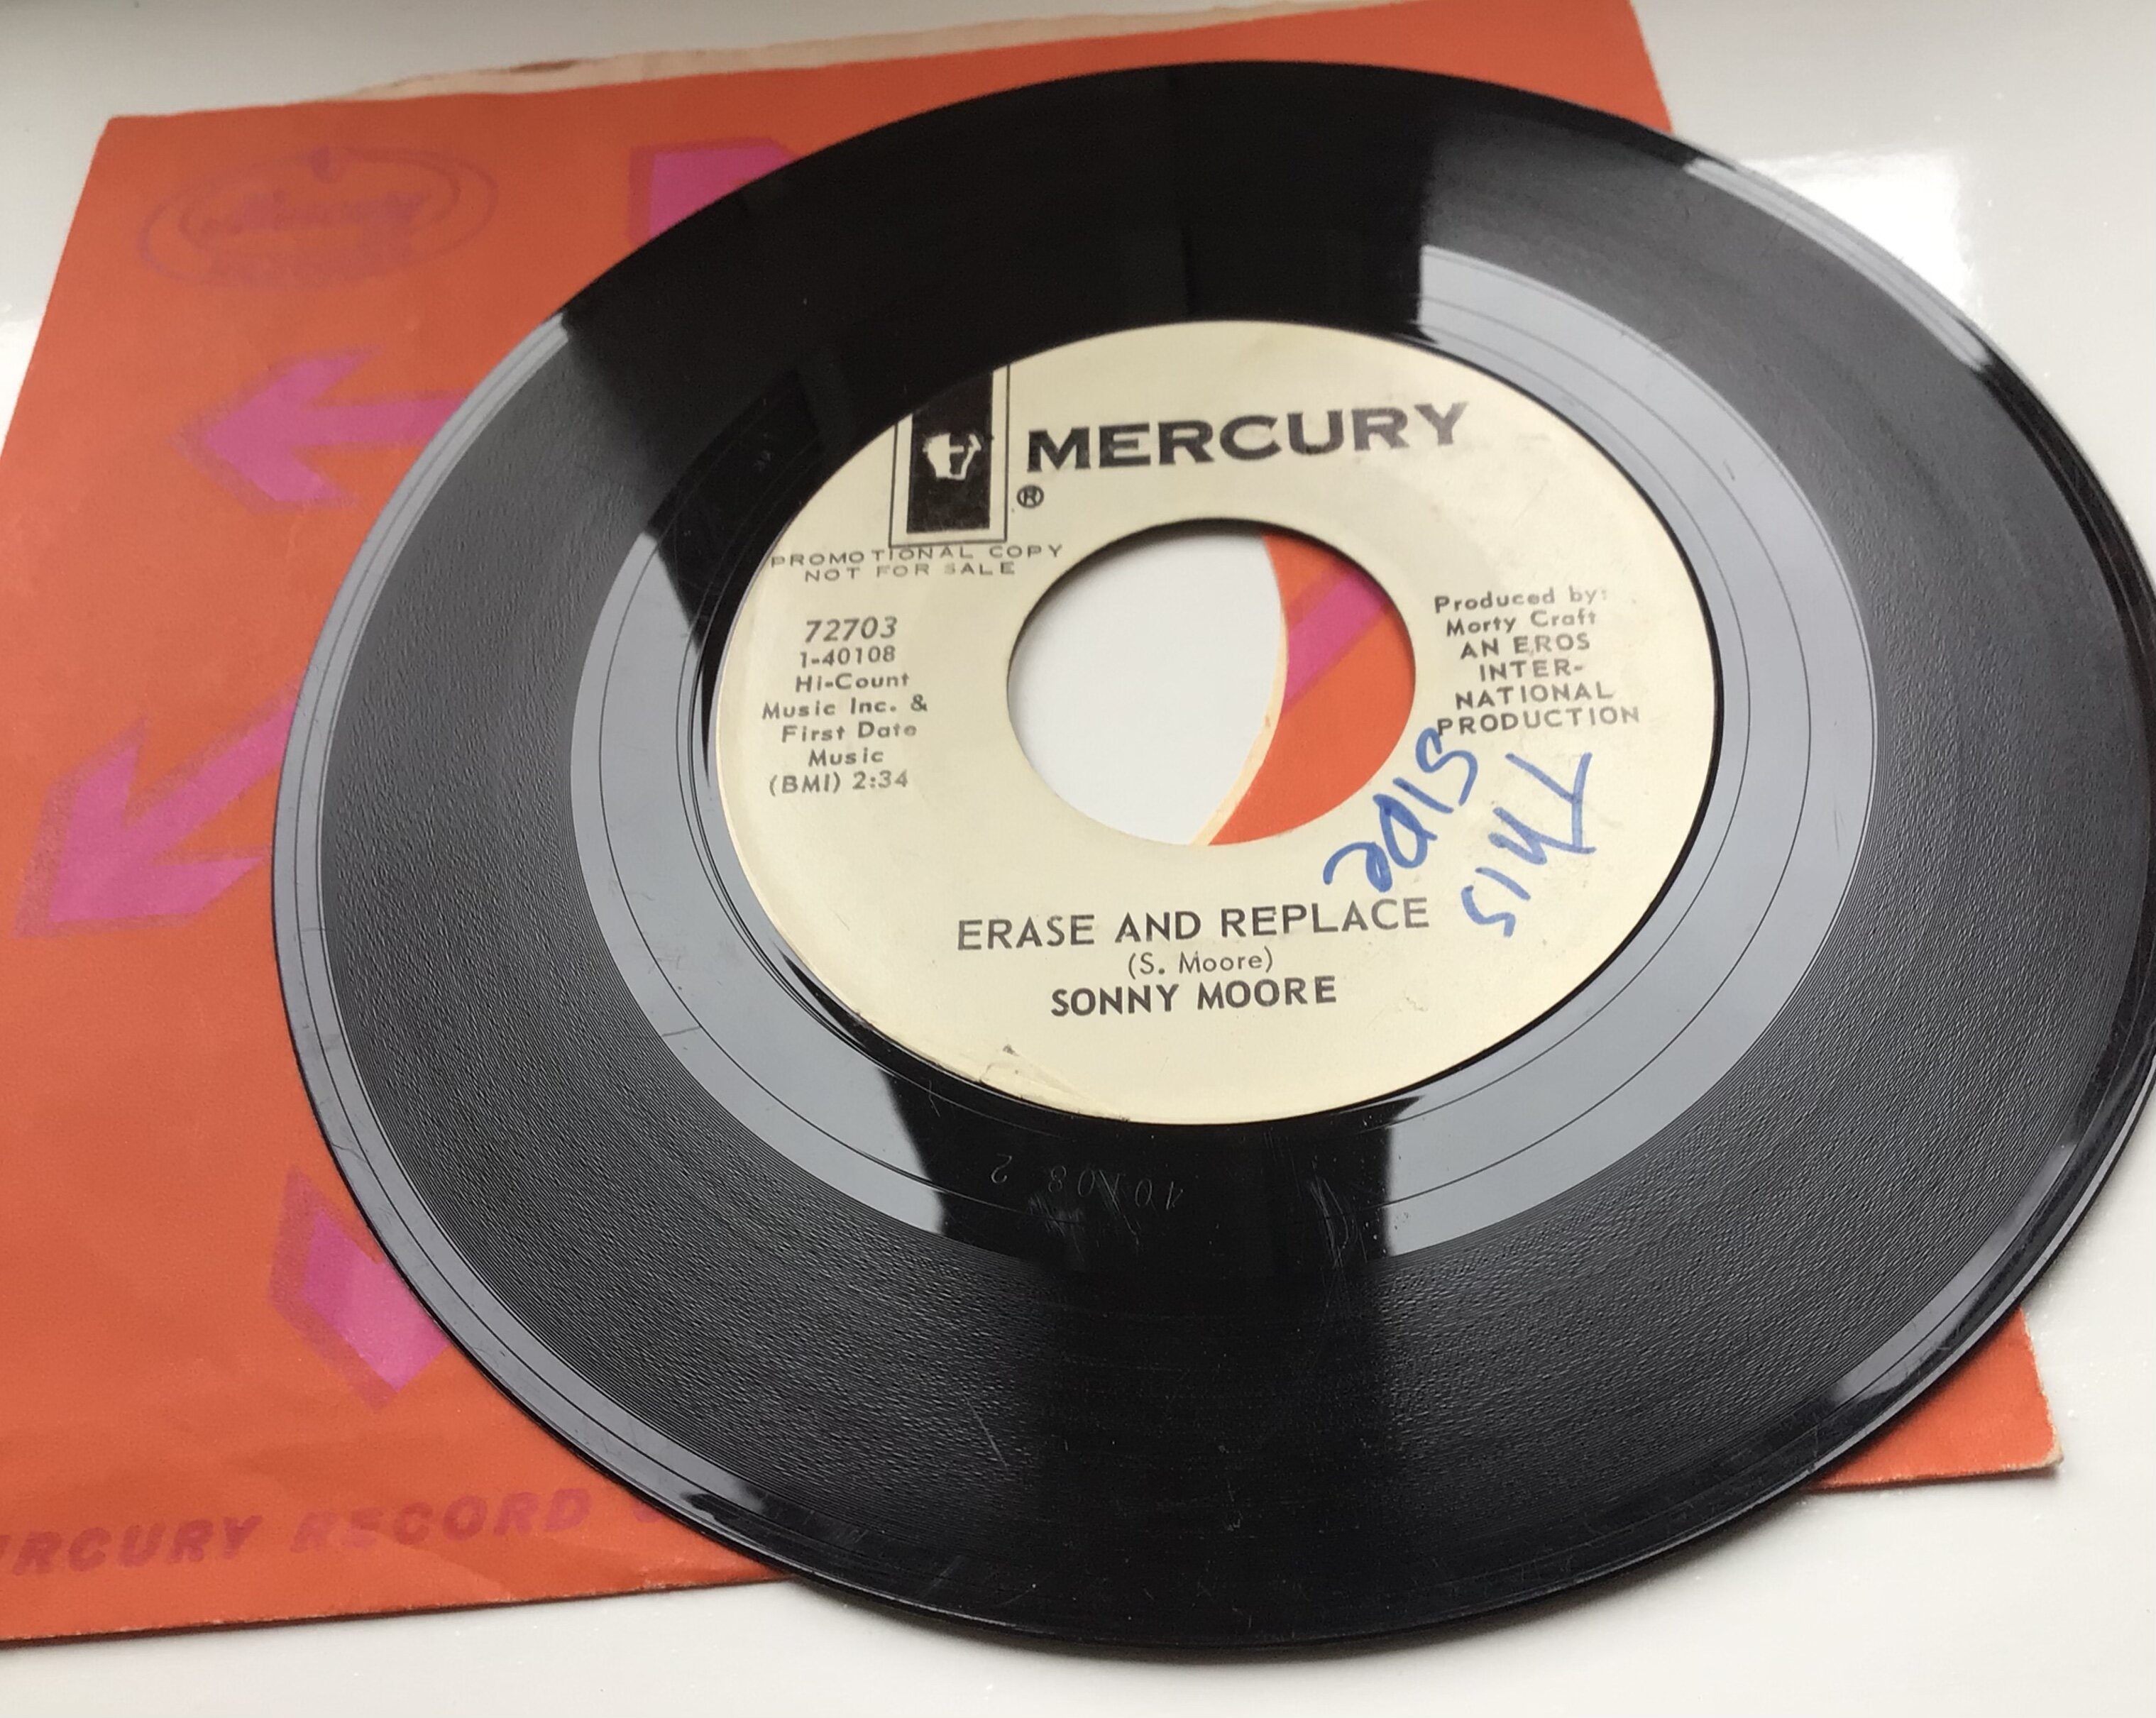 MERCURY
®
PROMOTIONAL COPY
NOT FOR SALE
72703
1-40108
Hi-Count
Music Inc. &
First Date
Music
(BMI) 2:34
Produced by:
Morty Craft
AN EROS
INTER-
NATIONAL
PRODUCTION
THIS
SIDE
ERASE AND REPLACE
(S. Moore)
SONNY MOORE
40108 2
RCURY RECORD